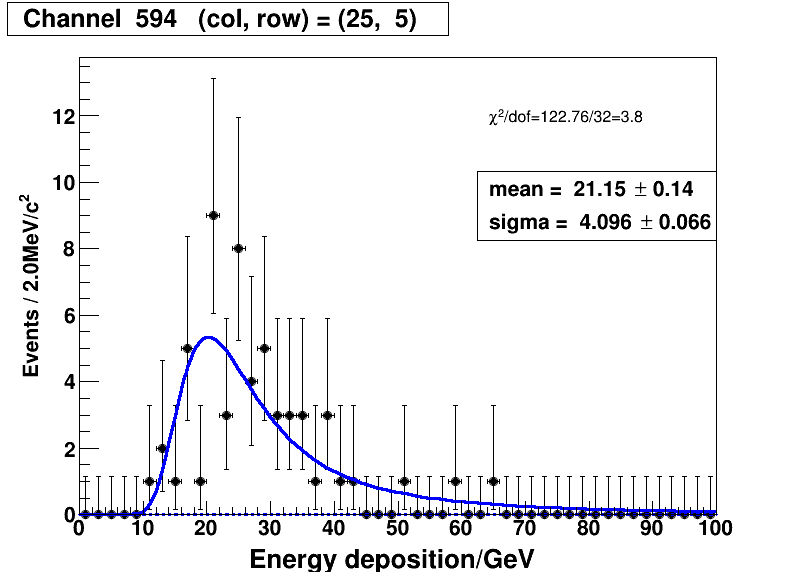 Channel 594 (col, row) = (25, 5)
χ²/dof=122.76/32=3.8
mean = 21.15 ± 0.14
sigma = 4.096 ± 0.066
Events / 2.0MeV/c²
12
10
8
6
4
2
0
0 10 20 30 40 50 60 70 80 90 100
Energy deposition/GeV